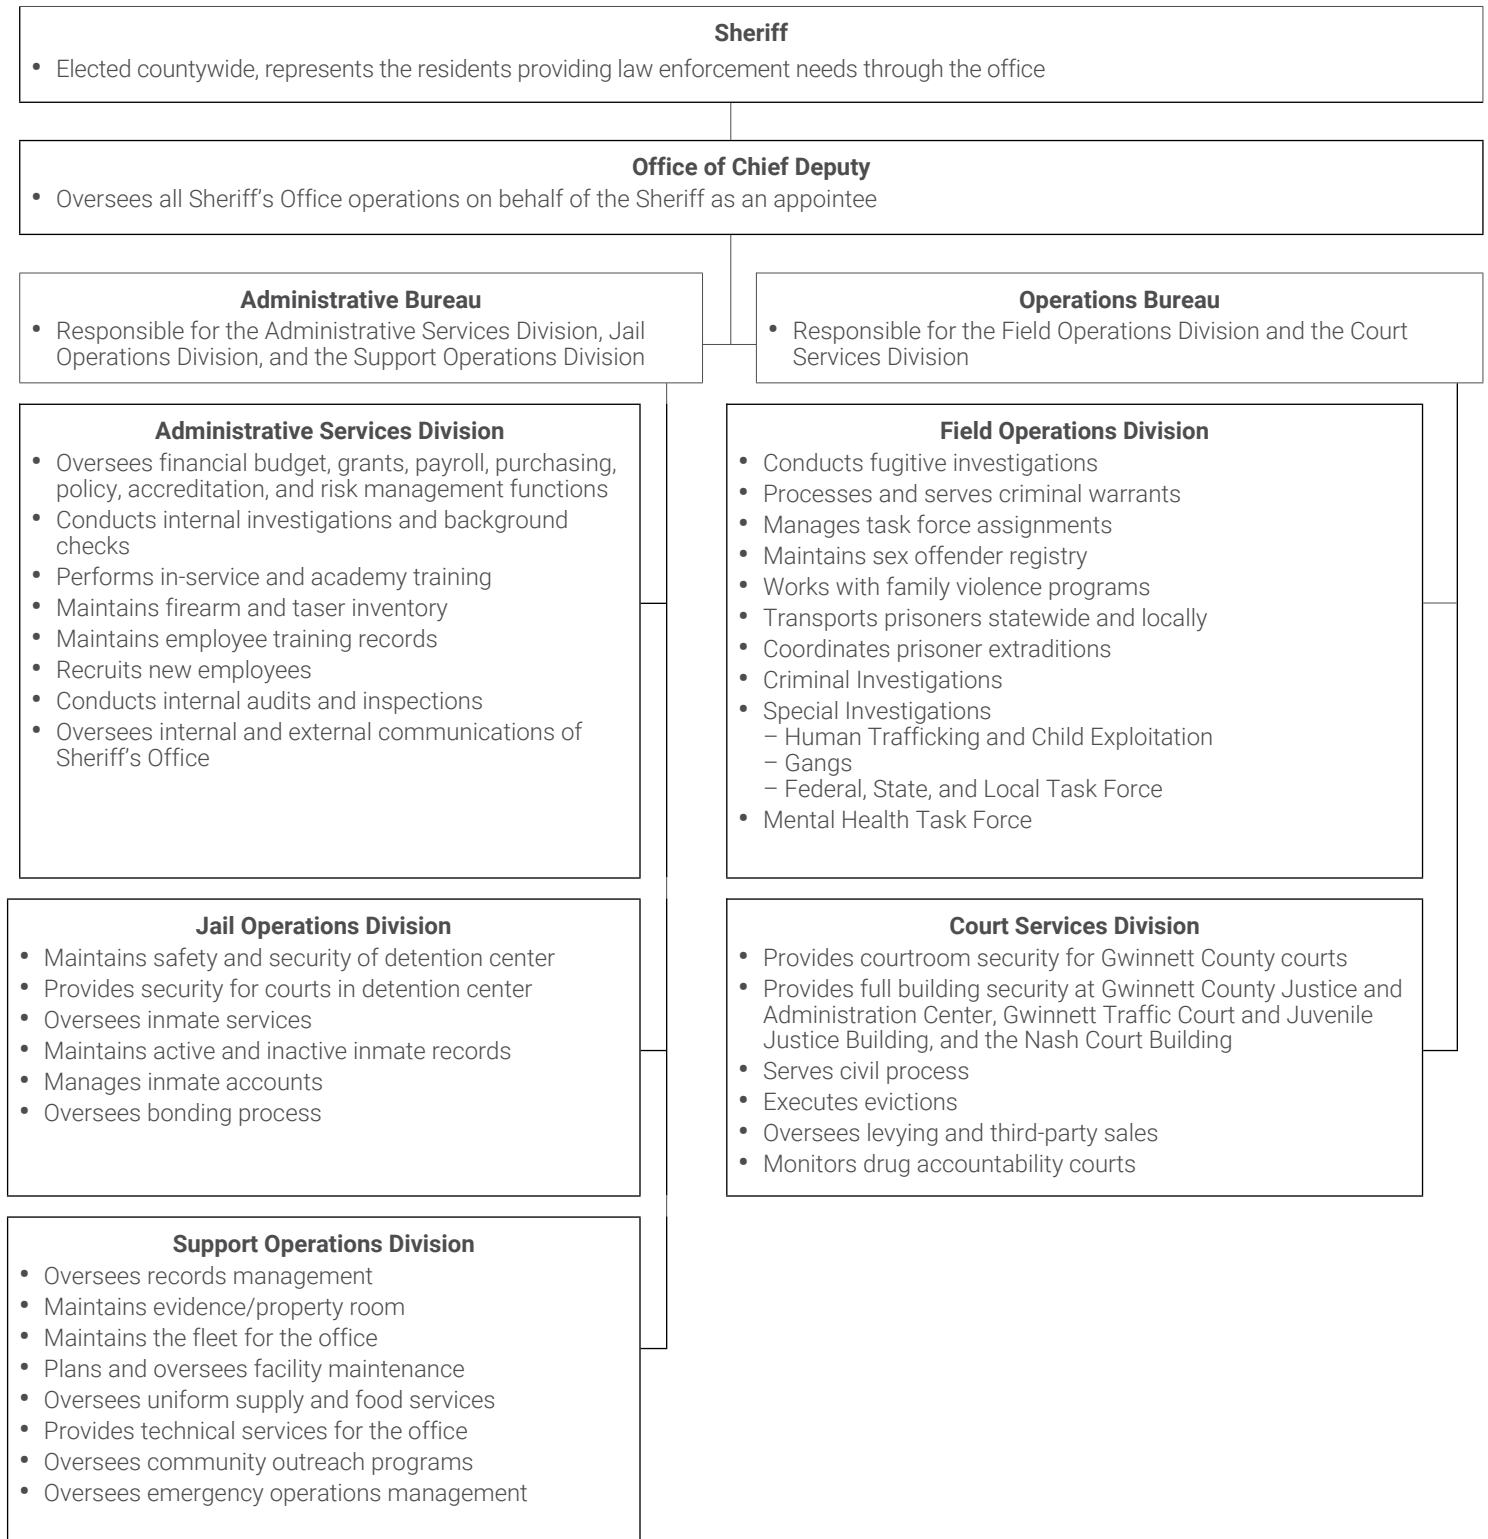 Sheriff
• Elected countywide, represents the residents providing law enforcement needs through the office
Office of Chief Deputy
• Oversees all Sheriff’s Office operations on behalf of the Sheriff as an appointee
Administrative Bureau
• Responsible for the Administrative Services Division, Jail
Operations Division, and the Support Operations Division
Operations Bureau
• Responsible for the Field Operations Division and the Court
Services Division
Administrative Services Division
• Oversees financial budget, grants, payroll, purchasing,
policy, accreditation, and risk management functions
• Conducts internal investigations and background
checks
• Performs in-service and academy training
• Maintains firearm and taser inventory
• Maintains employee training records
• Recruits new employees
• Conducts internal audits and inspections
• Oversees internal and external communications of
Sheriff’s Office
Field Operations Division
• Conducts fugitive investigations
• Processes and serves criminal warrants
• Manages task force assignments
• Maintains sex offender registry
• Works with family violence programs
• Transports prisoners statewide and locally
• Coordinates prisoner extraditions
• Criminal Investigations
• Special Investigations
– Human Trafficking and Child Exploitation
– Gangs
– Federal, State, and Local Task Force
• Mental Health Task Force
Jail Operations Division
• Maintains safety and security of detention center
• Provides security for courts in detention center
• Oversees inmate services
• Maintains active and inactive inmate records
• Manages inmate accounts
• Oversees bonding process
Court Services Division
• Provides courtroom security for Gwinnett County courts
• Provides full building security at Gwinnett County Justice and
Administration Center, Gwinnett Traffic Court and Juvenile
Justice Building, and the Nash Court Building
• Serves civil process
• Executes evictions
• Oversees levying and third-party sales
• Monitors drug accountability courts
Support Operations Division
• Oversees records management
• Maintains evidence/property room
• Maintains the fleet for the office
• Plans and oversees facility maintenance
• Oversees uniform supply and food services
• Provides technical services for the office
• Oversees community outreach programs
• Oversees emergency operations management